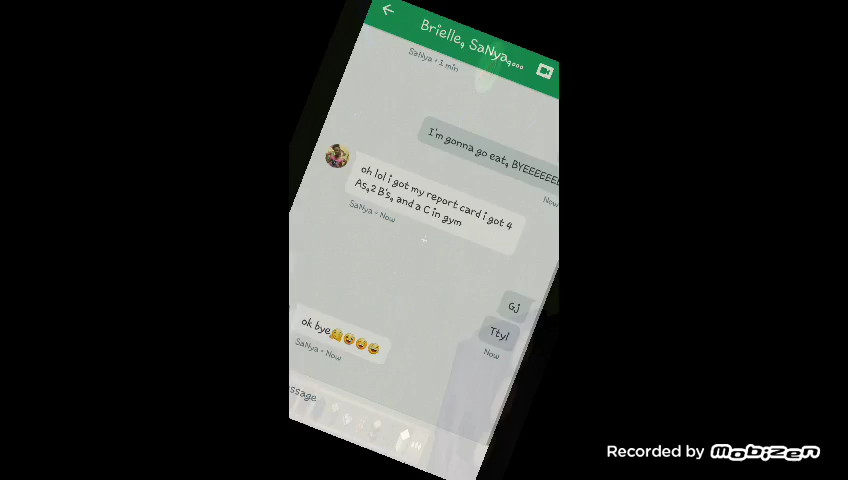 Brielle, SaNya,...
SaNya • 1 min
I'm gonna go eat, BYEEEEEEE
Now
oh lol i got my report card i got 4
As,2 B's, and a C in gym
SaNya • Now
Gj
Ttyl
Now
ok bye🤗😂😂😂
SaNya • Now
ssage
Recorded by Mobizen